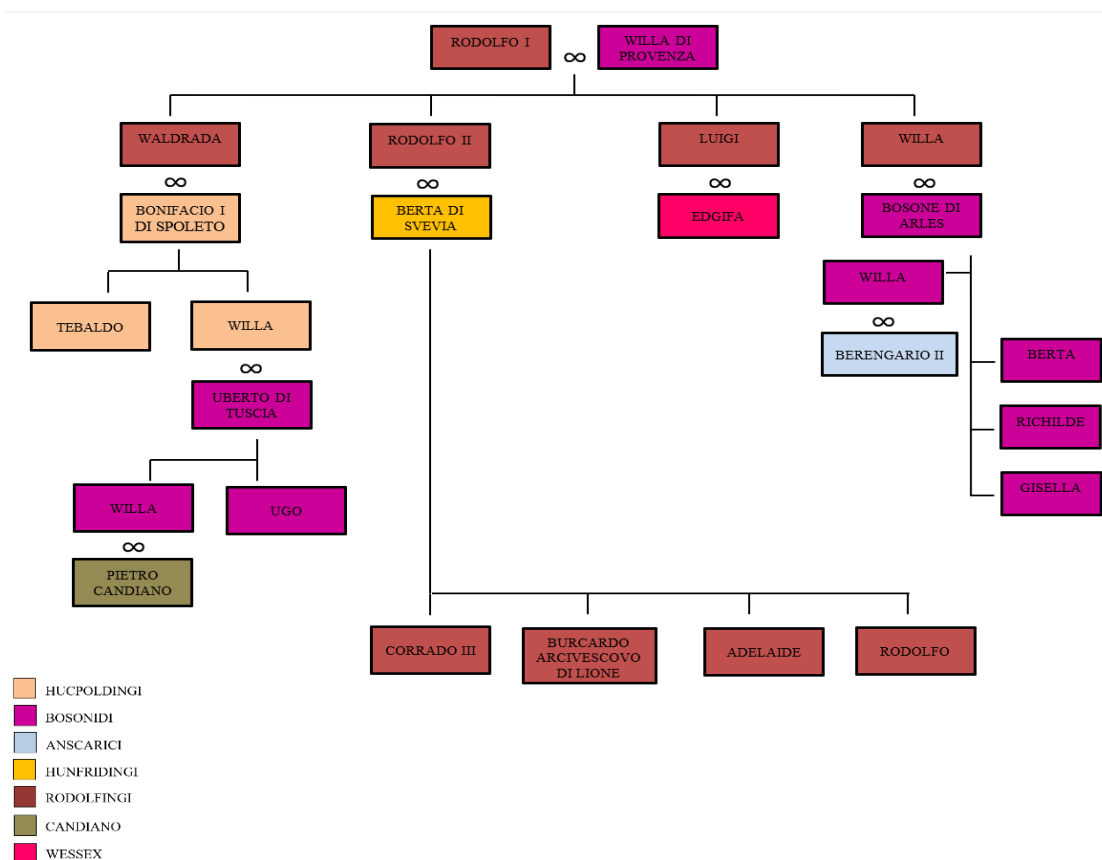 RODOLFO I
∞
WILLA DI
PROVENZA
WALDRADA
RODOLFO II
LUIGI
WILLA
∞
∞
∞
∞
BONIFACIO I
DI SPOLETO
BERTA DI
SVEVIA
EDGIFA
BOSONE DI
ARLES
WILLA
∞
BERENGARIO II
BERTA
RICHILDE
GISELLA
TEBALDO
WILLA
∞
UBERTO DI
TUSCIA
WILLA
UGO
∞
PIETRO
CANDIANO
CORRADO III
BURCARDO
ARCIVESCOVO
DI LIONE
ADELAIDE
RODOLFO
HUCPOLDINGI
BOSONIDI
ANSCARICI
HUNFRIDINGI
RODOLFINGI
CANDIANO
WESSEX